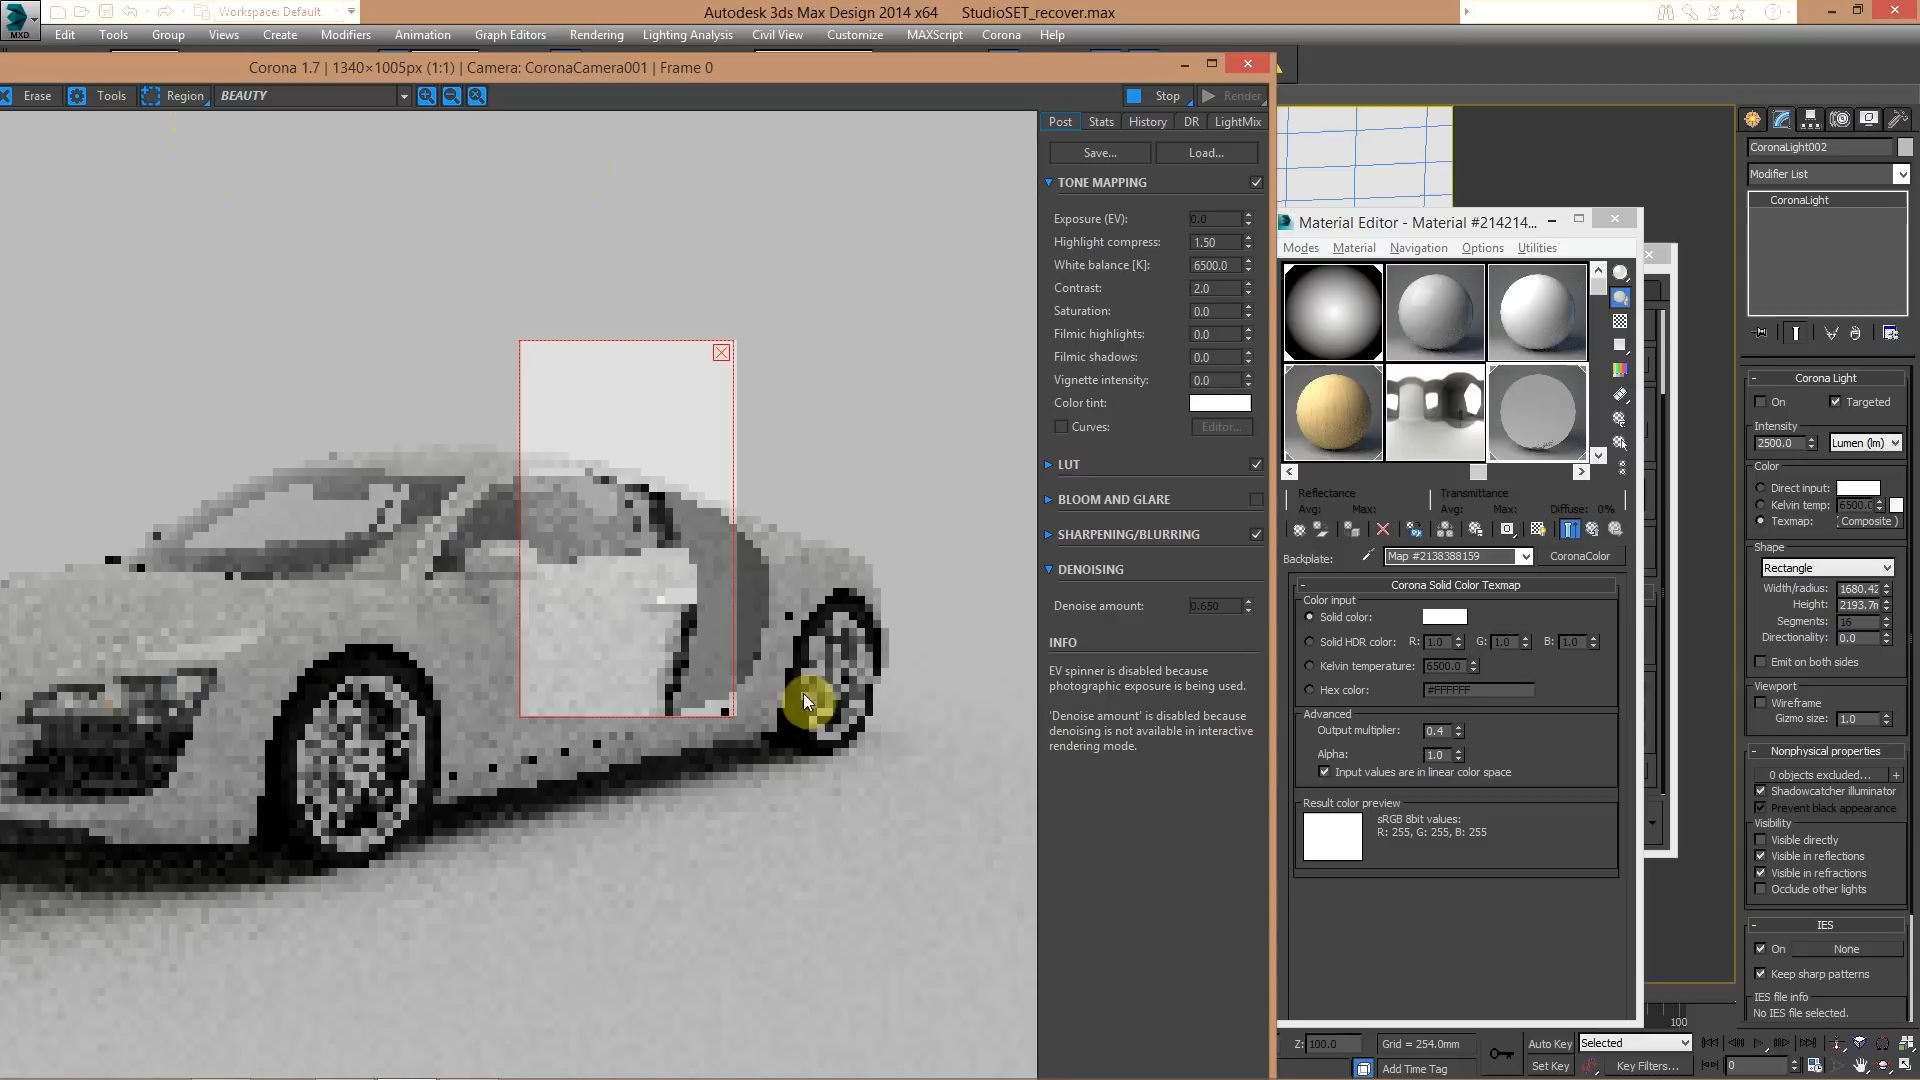 Workspace: Default
Autodesk 3ds Max Design 2014 x64    StudioSET_recover.max
MXD
Edit Tools Group Views Create Modifiers Animation Graph Editors Rendering Lighting Analysis Civil View Customize MAXScript Corona Help
Corona 1.7 | 1340×1005px (1:1) | Camera: CoronaCamera001 | Frame 0
Erase Tools Region BEAUTY Stop Render
Post Stats History DR LightMix
Save... Load...
TONE MAPPING
Exposure (EV): 0.0
Highlight compress: 1.50
White balance [K]: 6500.0
Contrast: 2.0
Saturation: 0.0
Filmic highlights: 0.0
Filmic shadows: 0.0
Vignette intensity: 0.0
Color tint:
Curves: Editor...
LUT
BLOOM AND GLARE
SHARPENING/BLURRING
DENOISING
Denoise amount: 0.650
INFO
EV spinner is disabled because
photographic exposure is being used.
'Denoise amount' is disabled because
denoising is not available in interactive
rendering mode.
Material Editor - Material #214214...
Modes Material Navigation Options Utilities
Reflectance Transmittance
Avg: Max: Avg: Max: Diffuse: 0%
Backplate: Map #2138388159 CoronaColor
- Corona Solid Color Texmap
Color input
Solid color:
Solid HDR color: R: 1.0 G: 1.0 B: 1.0
Kelvin temperature: 6500.0
Hex color: #FFFFFF
Advanced
Output multiplier: 0.4
Alpha: 1.0
Input values are in linear color space
Result color preview
sRGB 8bit values:
R: 255, G: 255, B: 255
CoronaLight002
Modifier List
CoronaLight
- Corona Light
On Targeted
Intensity
2500.0 Lumen (lm)
Color
Direct input:
Kelvin temp: 6500.0
Texmap: ( Composite )
Shape
Rectangle
Width/radius: 1680.42
Height: 2193.7m
Segments: 16
Directionality: 0.0
Emit on both sides
Viewport
Wireframe
Gizmo size: 1.0
- Nonphysical properties
0 objects excluded... +
Shadowcatcher illuminator
Prevent black appearance
Visibility
Visible directly
Visible in reflections
Visible in refractions
Occlude other lights
- IES
On None
Keep sharp patterns
IES file info
No IES file selected.
100
Z: 100.0 Grid = 254.0mm Auto Key Selected
Add Time Tag Set Key Key Filters... 0